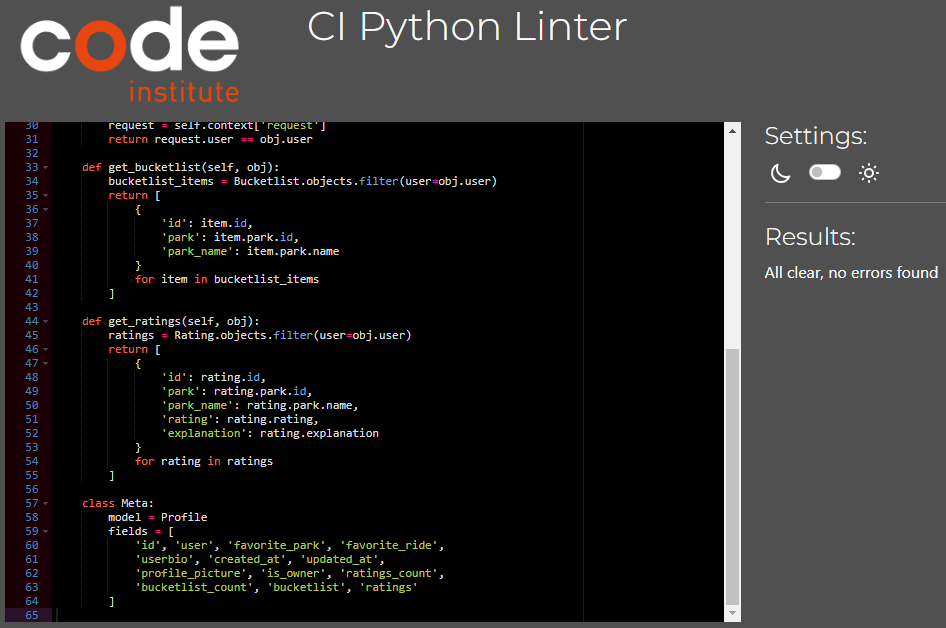 code
institute
CI Python Linter
30 request = self.context['request']
31 return request.user == obj.user
32
33 def get_bucketlist(self, obj):
34 bucketlist_items = Bucketlist.objects.filter(user=obj.user)
35 return [
36 {
37 'id': item.id,
38 'park': item.park.id,
39 'park_name': item.park.name
40 }
41 for item in bucketlist_items
42 ]
43
44 def get_ratings(self, obj):
45 ratings = Rating.objects.filter(user=obj.user)
46 return [
47 {
48 'id': rating.id,
49 'park': rating.park.id,
50 'park_name': rating.park.name,
51 'rating': rating.rating,
52 'explanation': rating.explanation
53 }
54 for rating in ratings
55 ]
56
57 class Meta:
58 model = Profile
59 fields = [
60 'id', 'user', 'favorite_park', 'favorite_ride',
61 'userbio', 'created_at', 'updated_at',
62 'profile_picture', 'is_owner', 'ratings_count',
63 'bucketlist_count', 'bucketlist', 'ratings'
64 ]
65
Settings:
Results:
All clear, no errors found